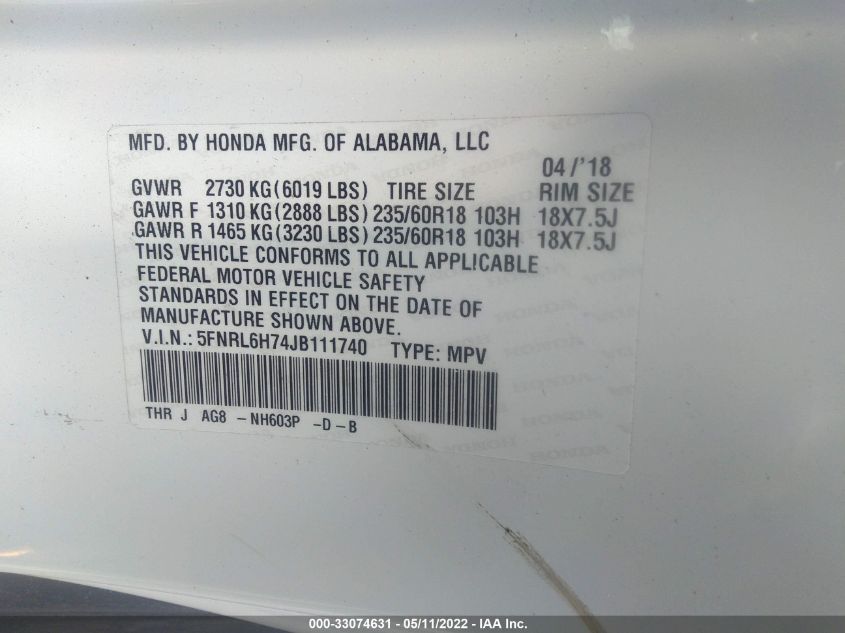 MFD. BY HONDA MFG. OF ALABAMA, LLC
04/'18
GVWR 2730 KG(6019 LBS) TIRE SIZE RIM SIZE
GAWR F 1310 KG(2888 LBS) 235/60R18 103H 18X7.5J
GAWR R 1465 KG(3230 LBS) 235/60R18 103H 18X7.5J
THIS VEHICLE CONFORMS TO ALL APPLICABLE
FEDERAL MOTOR VEHICLE SAFETY
STANDARDS IN EFFECT ON THE DATE OF
MANUFACTURE SHOWN ABOVE.
V.I.N.: 5FNRL6H74JB111740 TYPE: MPV
THR J AG8 - NH603P - D - B
000-33074631 - 05/11/2022 - IAA Inc.